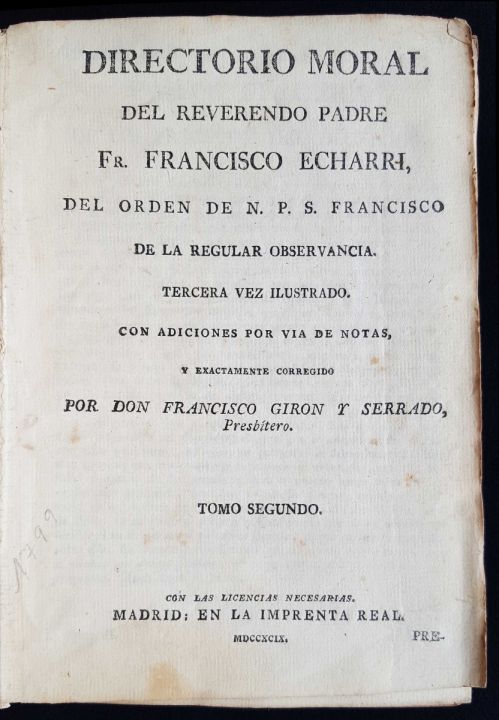 DIRECTORIO MORAL
DEL REVERENDO PADRE
FR. FRANCISCO ECHARRI,
DEL ORDEN DE N. P. S. FRANCISCO
DE LA REGULAR OBSERVANCIA.
TERCERA VEZ ILUSTRADO.
CON ADICIONES POR VIA DE NOTAS,
Y EXACTAMENTE CORREGIDO
POR DON FRANCISCO GIRON Y SERRADO,
Presbítero.
TOMO SEGUNDO.
1799
CON LAS LICENCIAS NECESARIAS.
MADRID: EN LA IMPRENTA REAL.
MDCCXCIX.
PRE-